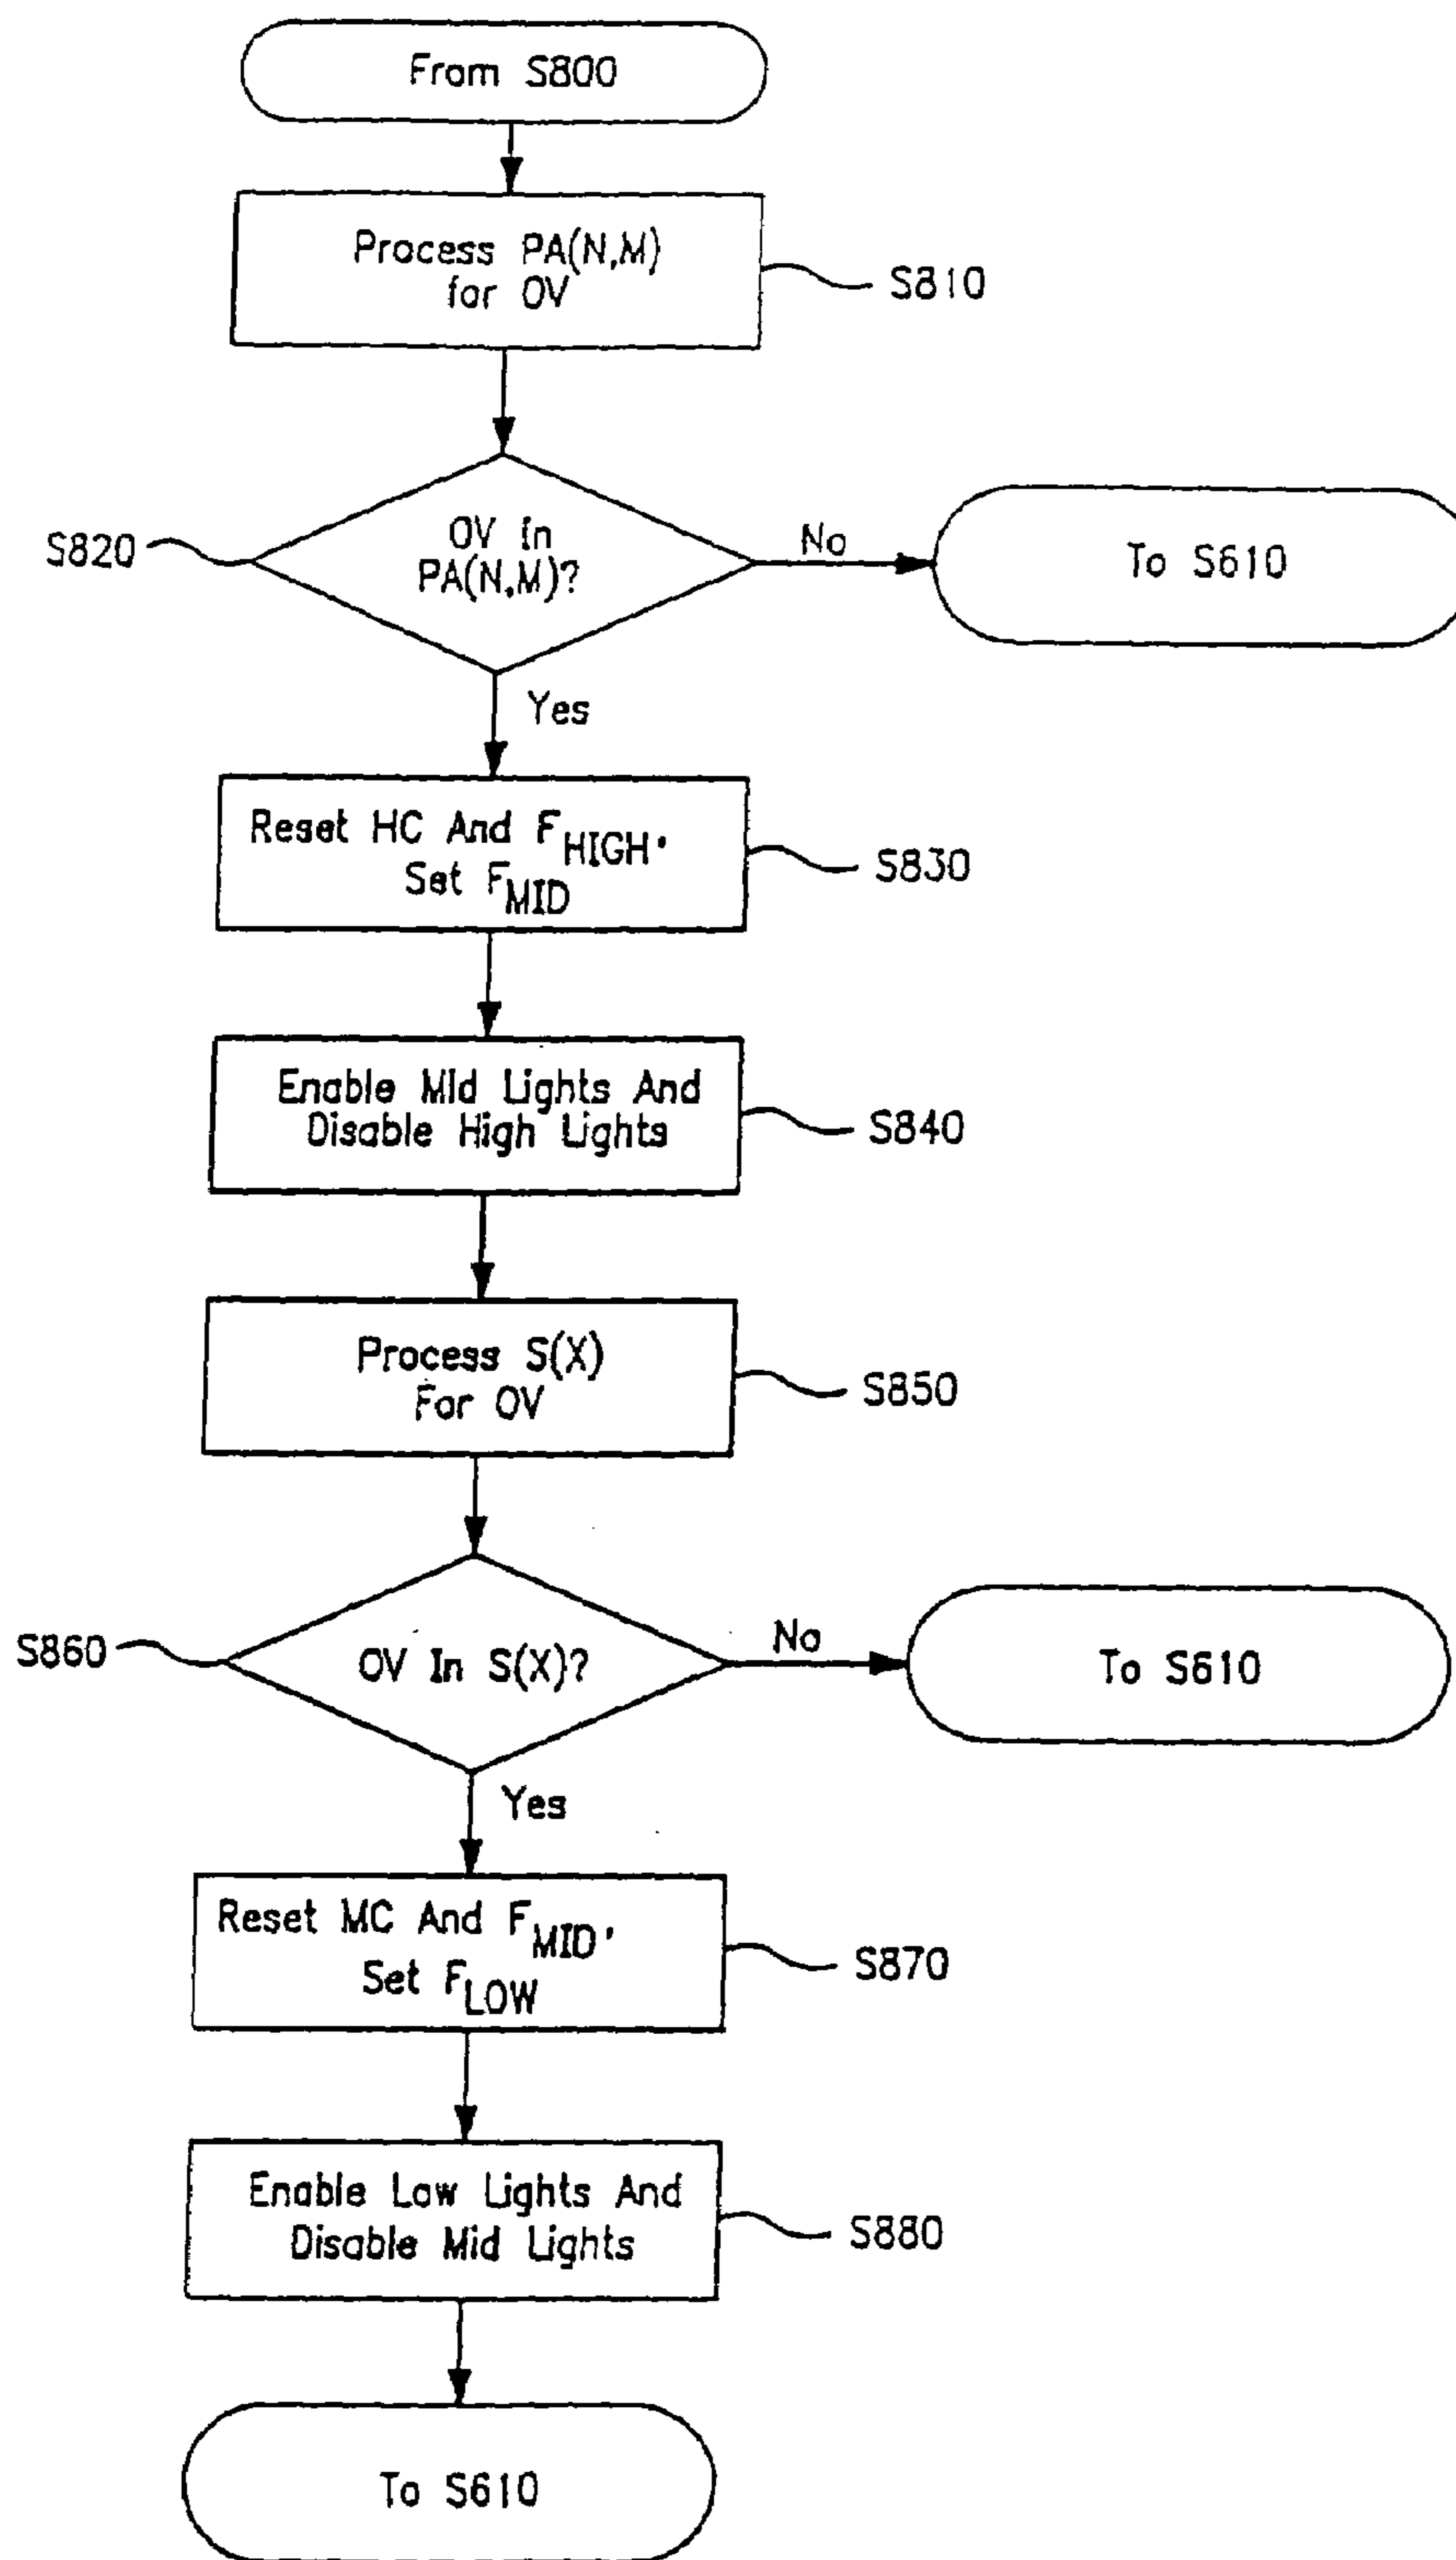 From S800
Process PA(N,M)
for OV
S810
OV In
PA(N,M)?
S820
No
To S610
Yes
Reset HC And F_HIGH.
Set F_MID
S830
Enable Mid Lights And
Disable High Lights
S840
Process S(X)
For OV
S850
OV In S(X)?
S860
No
To S610
Yes
Reset MC And F_MID.
Set F_LOW
S870
Enable Low Lights And
Disable Mid Lights
S880
To S610